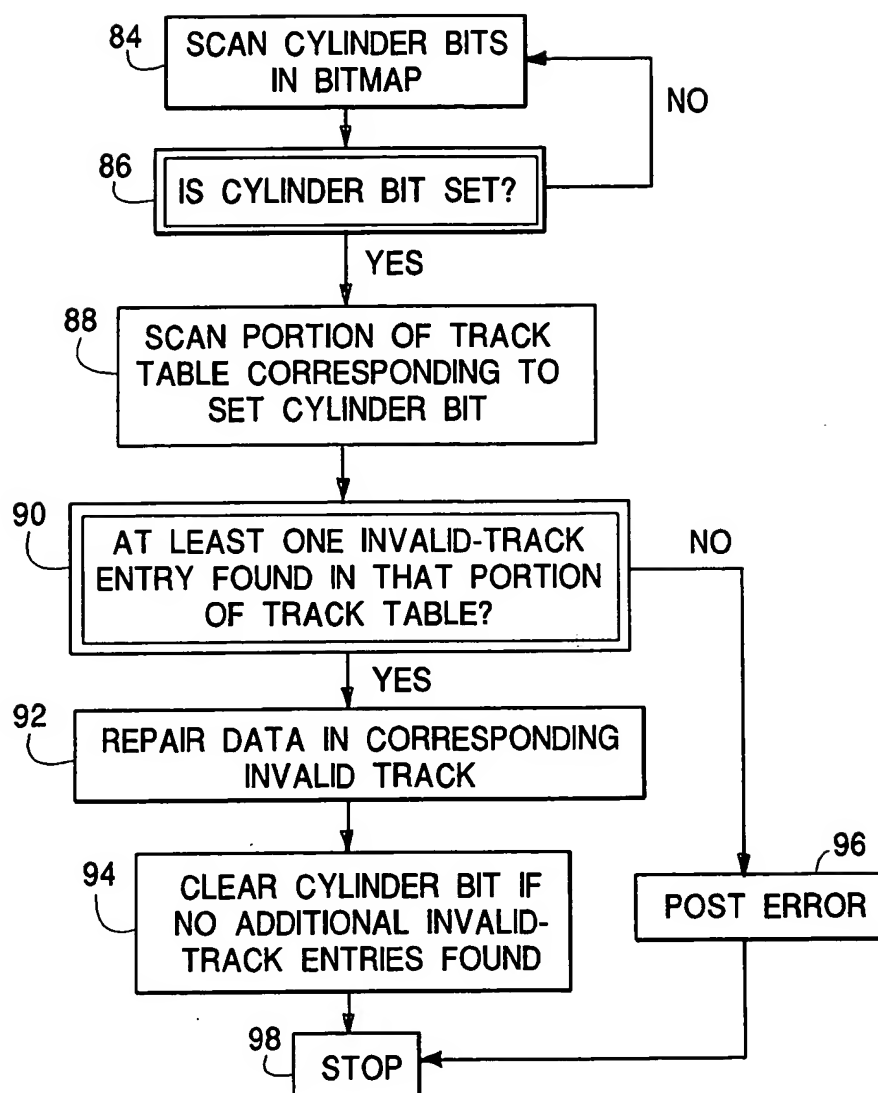 84
SCAN CYLINDER BITS
IN BITMAP
NO
86
IS CYLINDER BIT SET?
YES
88
SCAN PORTION OF TRACK
TABLE CORRESPONDING TO
SET CYLINDER BIT
90
AT LEAST ONE INVALID-TRACK
ENTRY FOUND IN THAT PORTION
OF TRACK TABLE?
NO
YES
92
REPAIR DATA IN CORRESPONDING
INVALID TRACK
94
CLEAR CYLINDER BIT IF
NO ADDITIONAL INVALID-
TRACK ENTRIES FOUND
96
POST ERROR
98
STOP